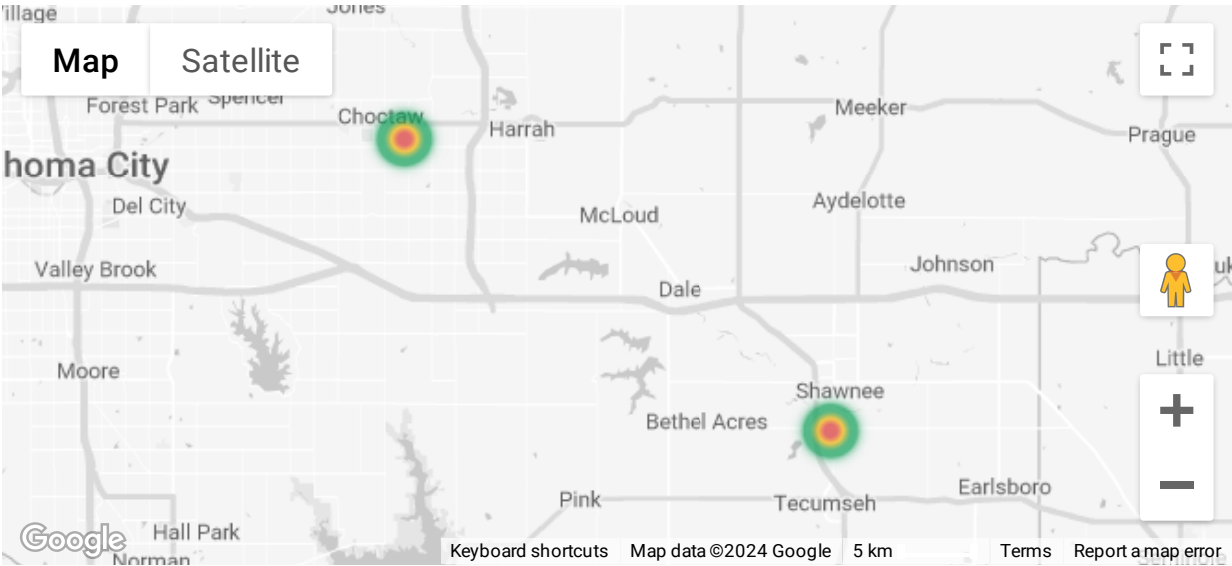 Jones
Map
Satellite
Forest Park
Spencer
Choctaw
Harrah
Meeker
Prague
homa City
Del City
McLoud
Aydelotte
Valley Brook
Johnson
Dale
Moore
Little
Shawnee
Bethel Acres
Pink
Tecumseh
Earlsboro
Hall Park
Google
Norman
Keyboard shortcuts
Map data ©2024 Google
5 km
Terms
Report a map error